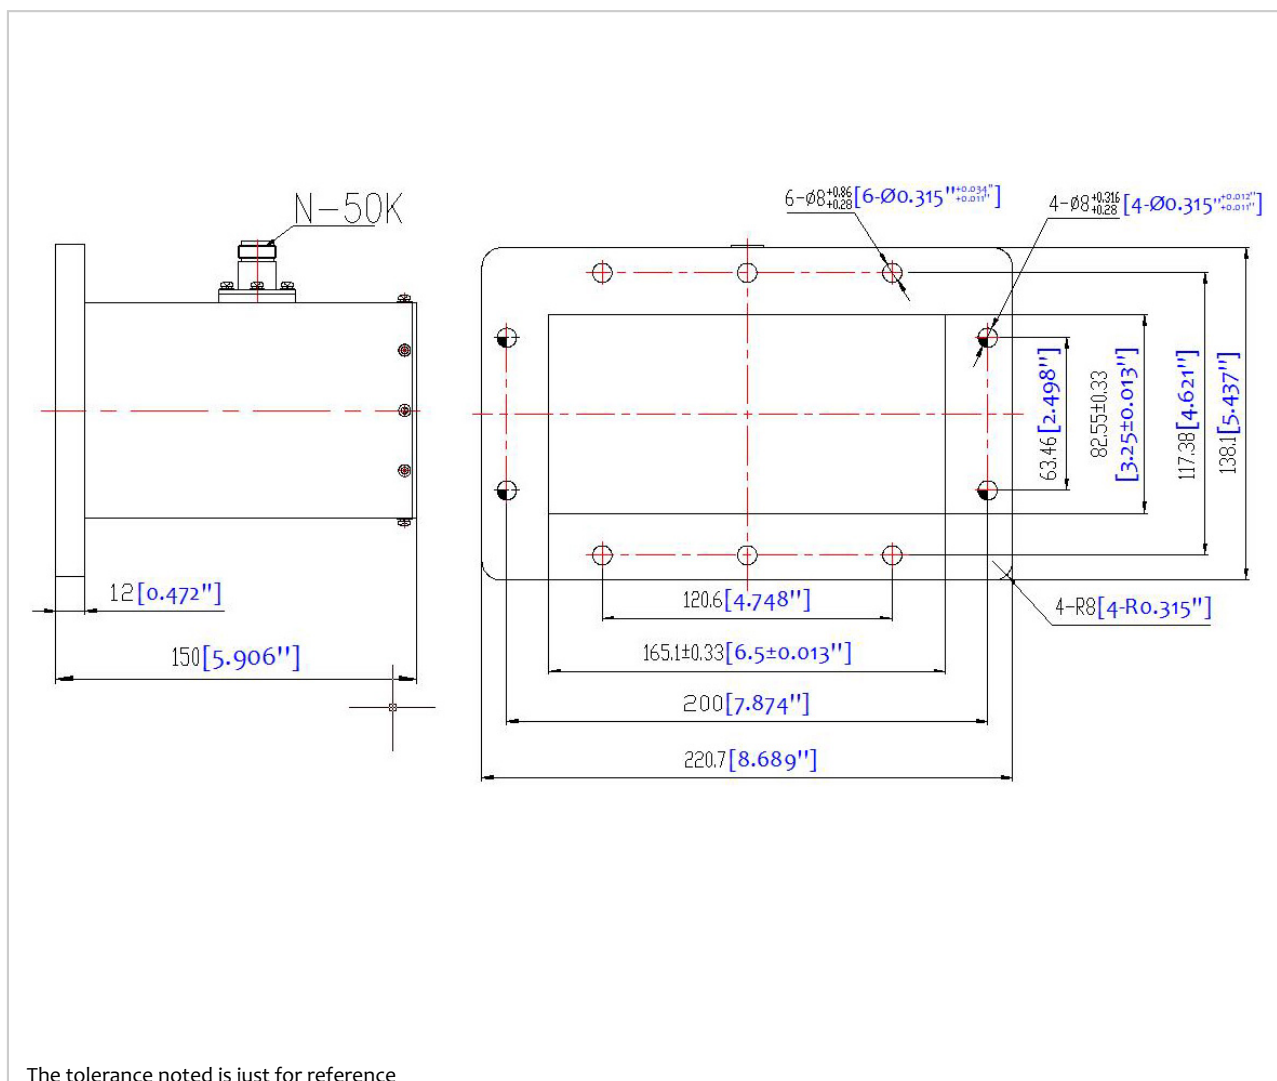 N-50K
6-Ø8+0.86+0.28[6-Ø0.315"+0.034"+0.011"]
4-Ø8+0.316+0.28[4-Ø0.315"+0.012"+0.011"]
63.46[2.498"]
82.55±0.33
[3.25±0.013"]
117.38[4.621"]
138.1[5.437"]
12[0.472"]
120.6[4.748"]
4-R8[4-R0.315"]
150[5.906"]
165.1±0.33[6.5±0.013"]
200[7.874"]
220.7[8.689"]
The tolerance noted is just for reference